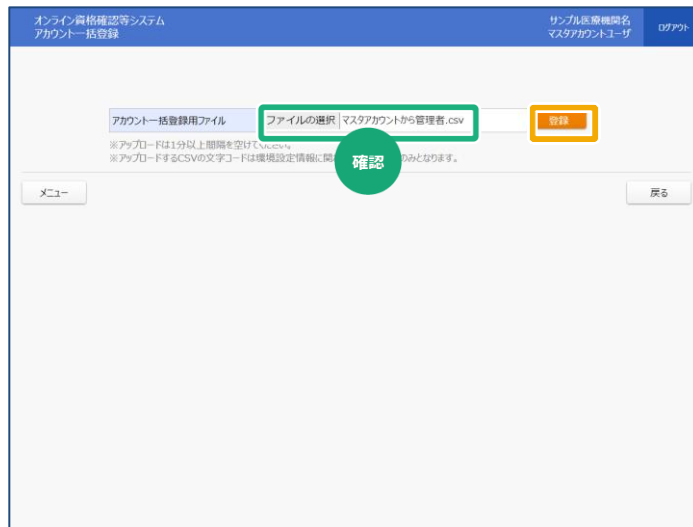 オンライン資格確認等システム
アカウント一括登録
サンプル医療機関名
マスタアカウントユーザ
ログアウト
アカウント一括登録用ファイル
ファイルの選択 マスタアカウントから管理者.csv
登録
※アップロードは1分以上間隔を空けてください。
※アップロードするCSVの文字コードは環境設定情報に関 のみとなります。
確認
メニュー
戻る